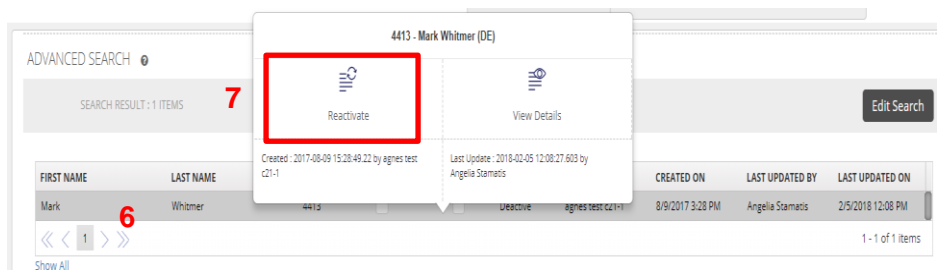 4413 - Mark Whitmer (DE)
ADVANCED SEARCH
SEARCH RESULT : 1 ITEMS
7
Reactivate
View Details
Edit Search
Created : 2017-08-09 15:28:49.22 by agnes test
c21-1
Last Update : 2018-02-05 12:08:27.603 by
Angelia Stamatis
FIRST NAME LAST NAME CREATED ON LAST UPDATED BY LAST UPDATED ON
Mark Whitmer 4413 Deactive agnes test c21-1 8/9/2017 3:28 PM Angelia Stamatis 2/5/2018 12:08 PM
6
1
1 - 1 of 1 items
Show All